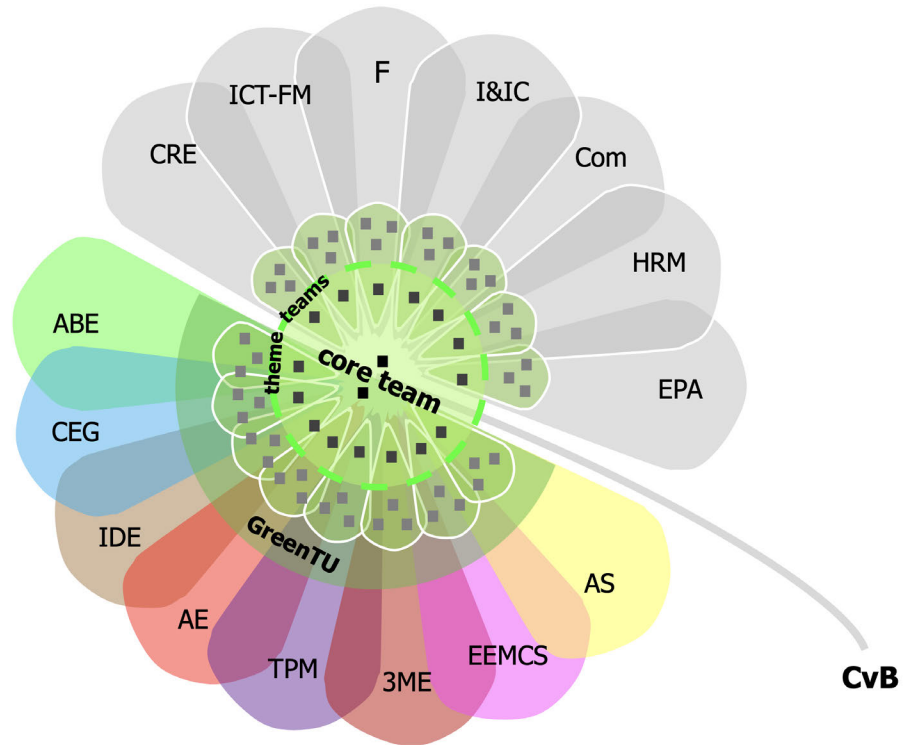 F
I&IC
ICT-FM
CRE
Com
HRM
EPA
theme teams
core team
ABE
CEG
IDE
AE
TPM
3ME
EEMCS
AS
GreenTU
CvB